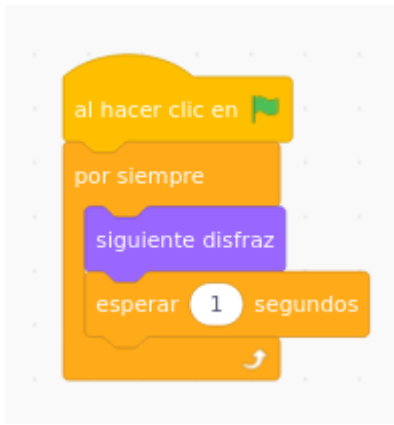 al hacer clic en
por siempre
siguiente disfraz
esperar 1 segundos